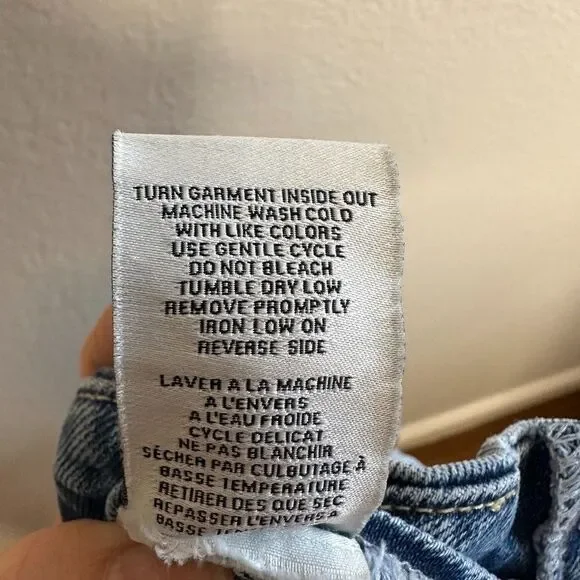 TURN GARMENT INSIDE OUT
MACHINE WASH COLD
WITH LIKE COLORS
USE GENTLE CYCLE
DO NOT BLEACH
TUMBLE DRY LOW
REMOVE PROMPTLY
IRON LOW ON
REVERSE SIDE
LAVER A LA MACHINE
A L'ENVERS
A L'EAU FROIDE
CYCLE DELICAT
NE PAS BLANCHIR
SÉCHER PAR CULBUTAGE À
BASSE TEMPERATURE
RETIRER DES QUE SEC
REPASSER L'ENVERS A
BASSE